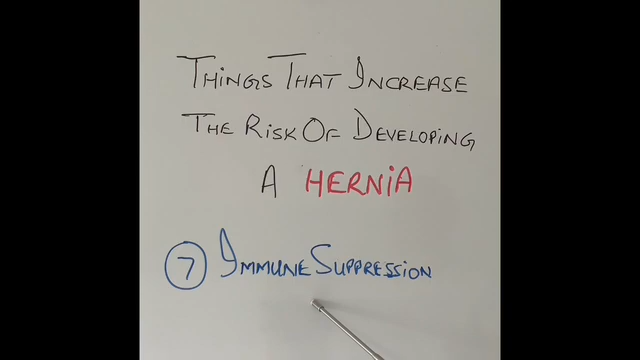 THINGS THAT INCREASE
THE RISK OF DEVELOPING
A HERNIA
7 IMMUNE SUPPRESSION